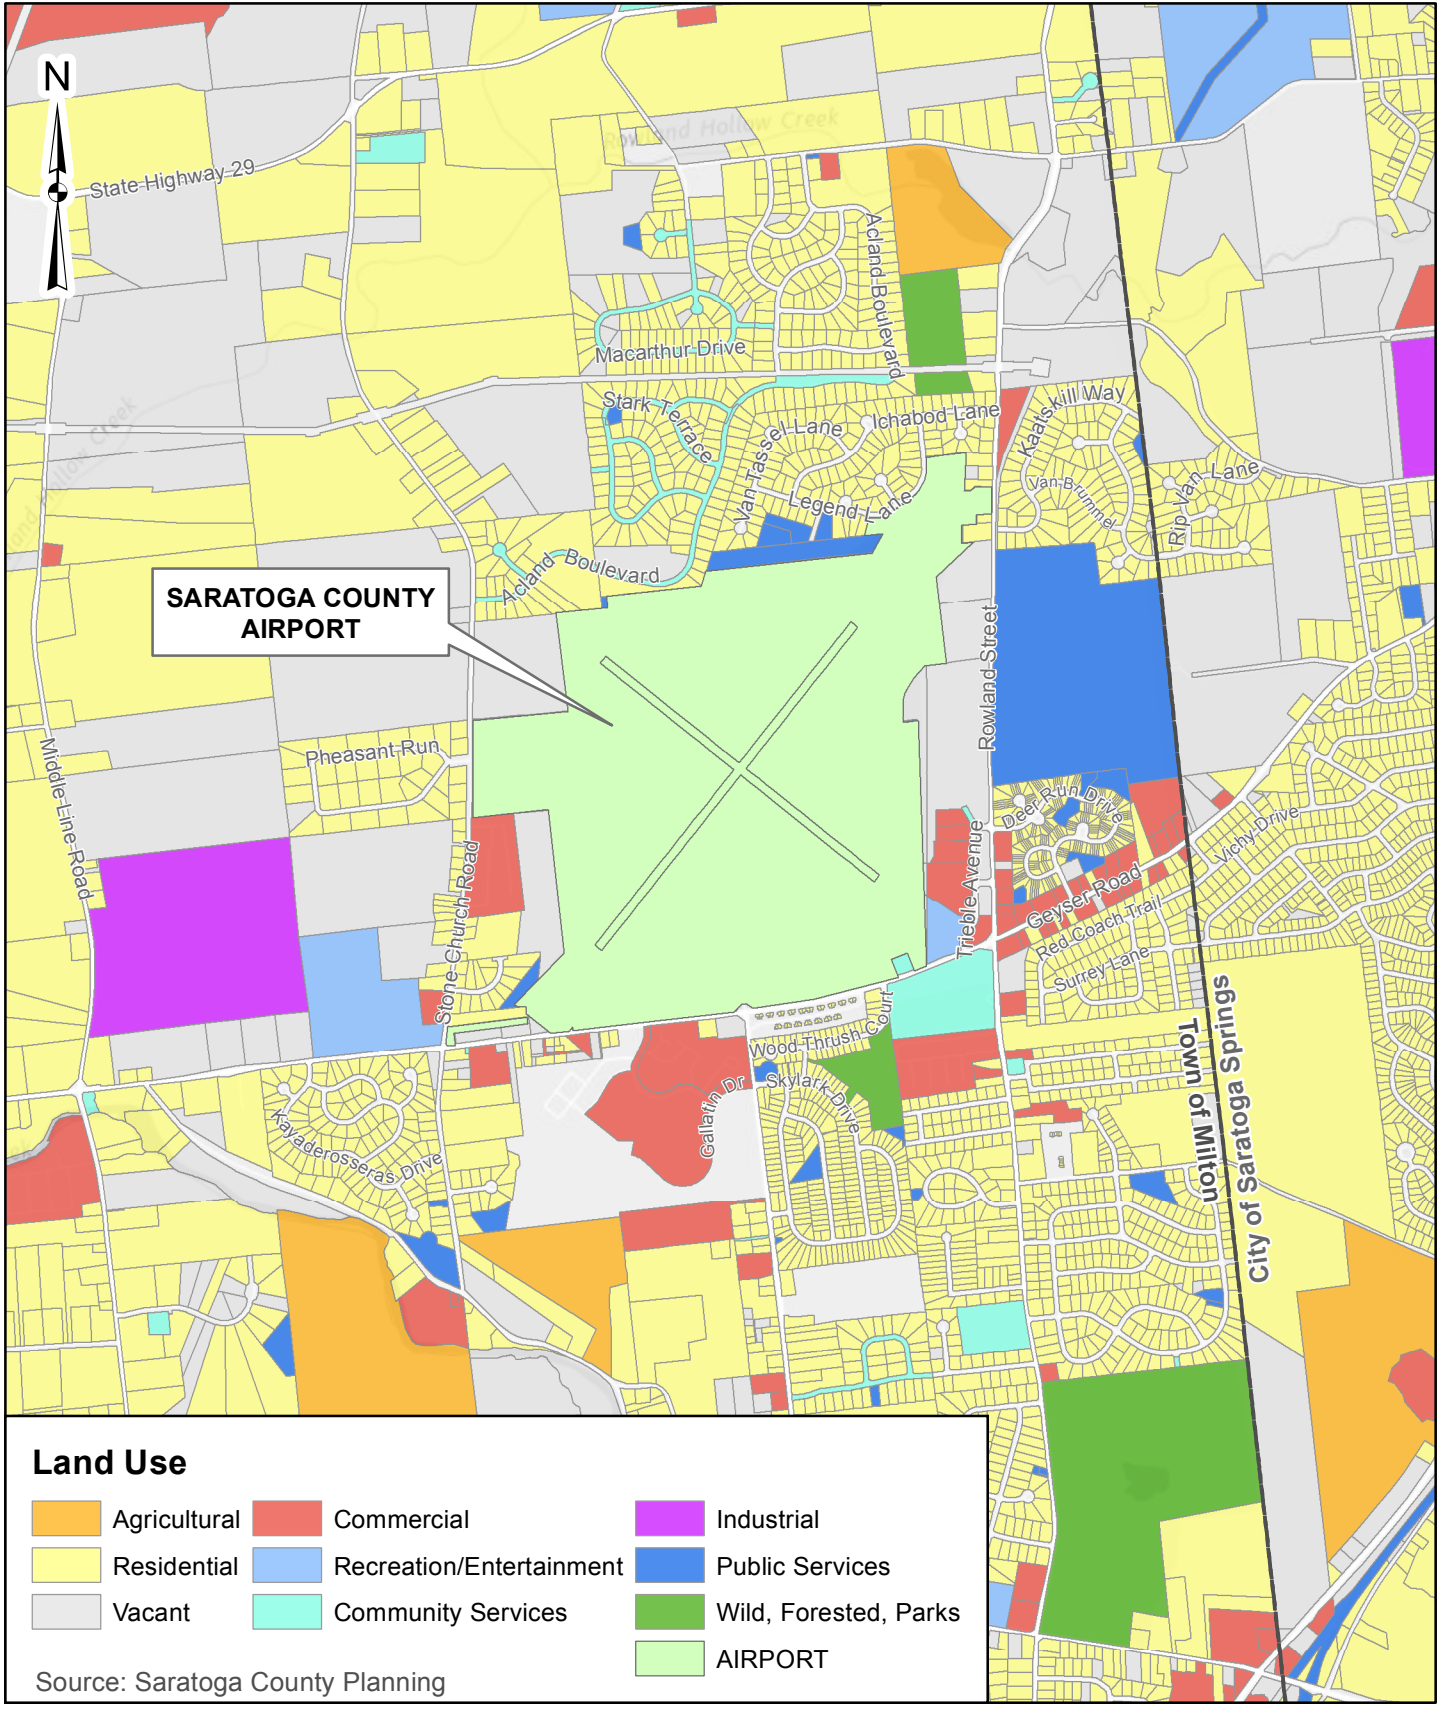 N
Rowland Hollow Creek
State Highway 29
Acland Boulevard
Macarthur Drive
Stark Terrace
Ichabod Lane
Kaatskill Way
Van Tassel Lane
Legend Lane
Van Brummel
Rip Van Lane
Hollow Creek
Acland Boulevard
SARATOGA COUNTY
AIRPORT
Rowland Street
Pheasant Run
Middle Line Road
Deer Run Drive
Vichy Drive
Trieble Avenue
Geyser Road
Red Coach Trail
Surrey Lane
Stone Church Road
Wood Thrush Court
Skylark Drive
Gallatin Dr
Kayaderosseras Drive
Town of Milton
City of Saratoga Springs
Land Use
Agricultural
Commercial
Industrial
Residential
Recreation/Entertainment
Public Services
Vacant
Community Services
Wild, Forested, Parks
AIRPORT
Source: Saratoga County Planning